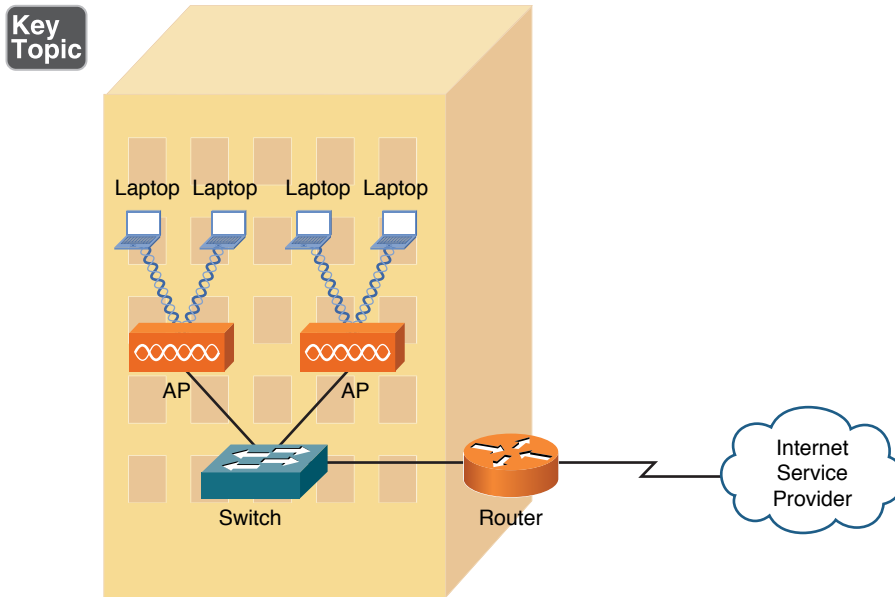 Key
Topic
Laptop Laptop Laptop Laptop
AP AP
Switch Router
Internet
Service
Provider